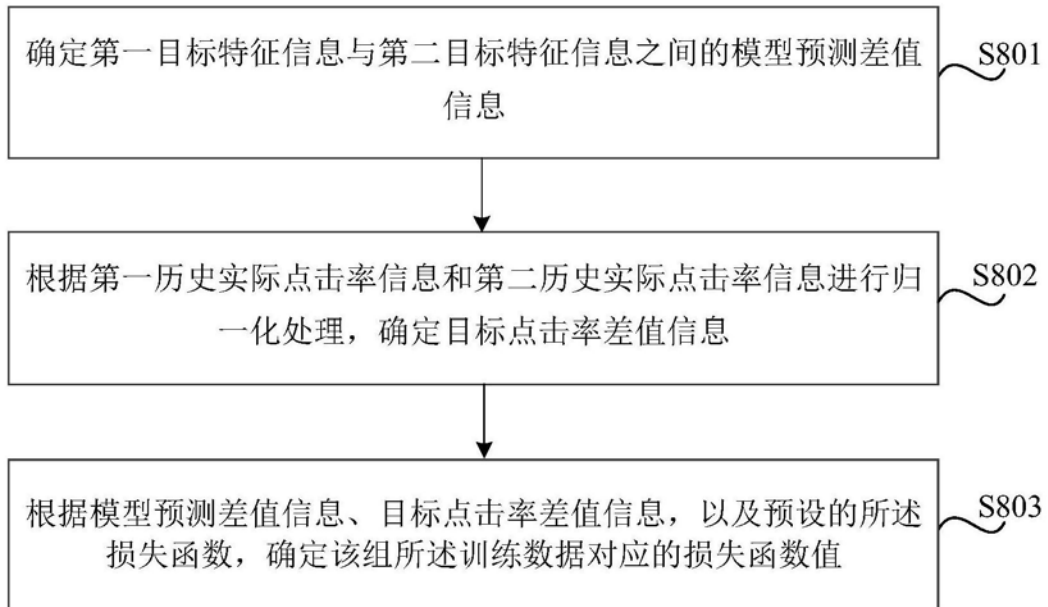 确定第一目标特征信息与第二目标特征信息之间的模型预测差值
信息
S801
根据第一历史实际点击率信息和第二历史实际点击率信息进行归
一化处理，确定目标点击率差值信息
S802
根据模型预测差值信息、目标点击率差值信息，以及预设的所述
损失函数，确定该组所述训练数据对应的损失函数值
S803